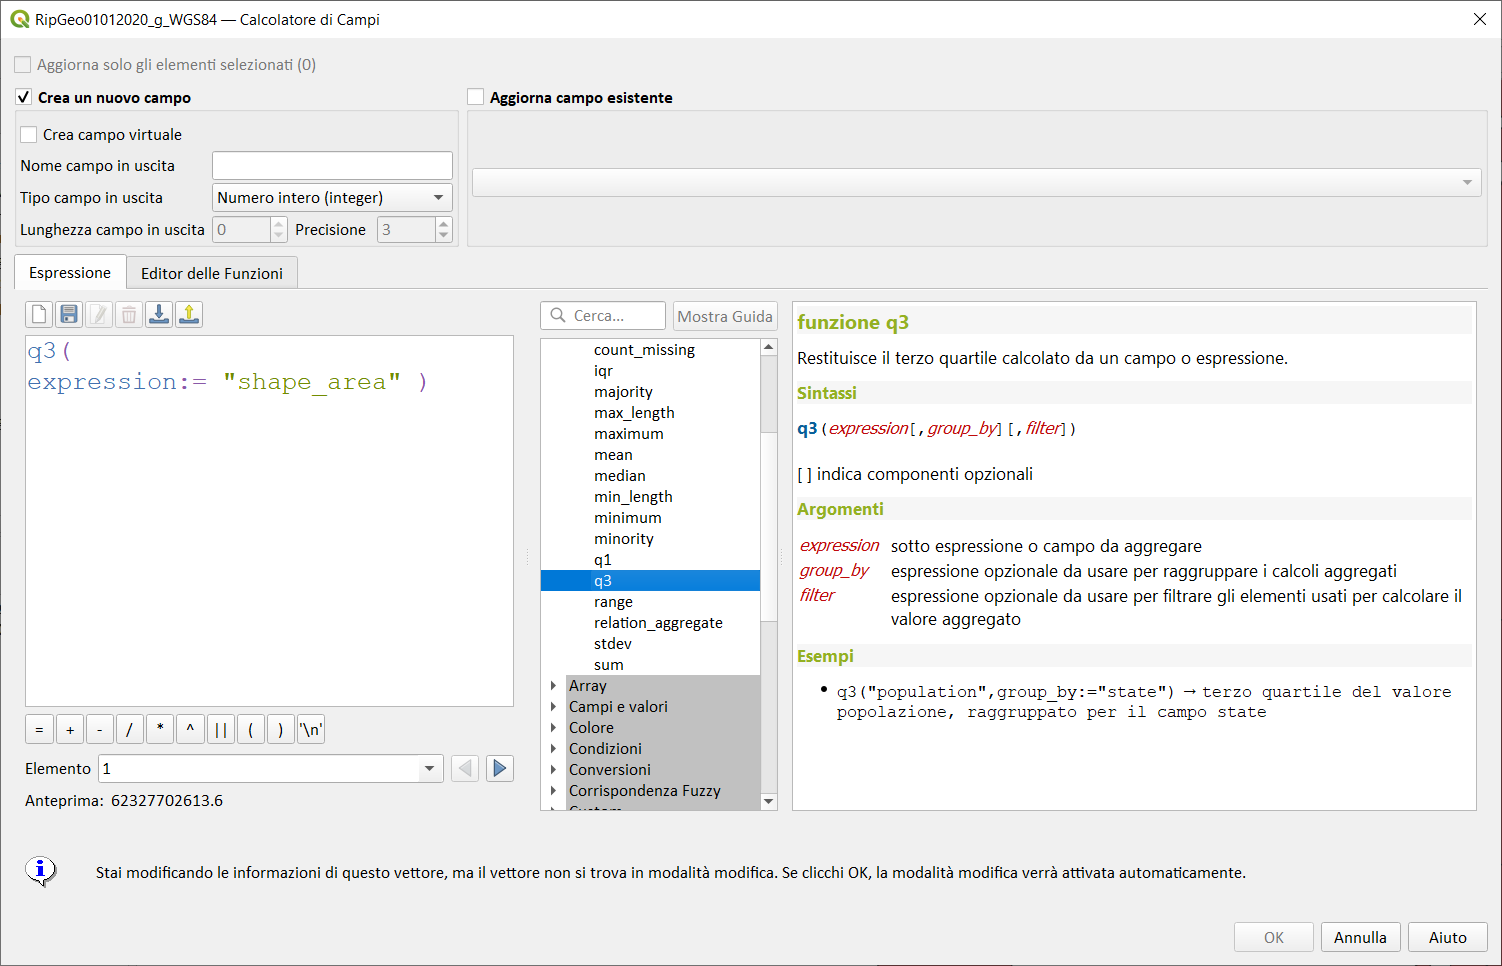 RipGeo01012020_g_WGS84 — Calcolatore di Campi
Aggiorna solo gli elementi selezionati (0)
Crea un nuovo campo
Aggiorna campo esistente
Crea campo virtuale
Nome campo in uscita
Tipo campo in uscita Numero intero (integer)
Lunghezza campo in uscita 0 Precisione 3
Espressione Editor delle Funzioni
q3(
expression:= "shape_area" )
= + - / * ^ || ( ) '\n'
Elemento 1
Anteprima: 62327702613.6
Cerca... Mostra Guida
count_missing
iqr
majority
max_length
maximum
mean
median
min_length
minimum
minority
q1
q3
range
relation_aggregate
stdev
sum
Array
Campi e valori
Colore
Condizioni
Conversioni
Corrispondenza Fuzzy
Custom
funzione q3
Restituisce il terzo quartile calcolato da un campo o espressione.
Sintassi
q3(expression[,group_by][,filter])
[ ] indica componenti opzionali
Argomenti
expression sotto espressione o campo da aggregare
group_by espressione opzionale da usare per raggruppare i calcoli aggregati
filter espressione opzionale da usare per filtrare gli elementi usati per calcolare il
valore aggregato
Esempi
• q3("population",group_by:="state") → terzo quartile del valore
popolazione, raggruppato per il campo state
Stai modificando le informazioni di questo vettore, ma il vettore non si trova in modalità modifica. Se clicchi OK, la modalità modifica verrà attivata automaticamente.
OK Annulla Aiuto